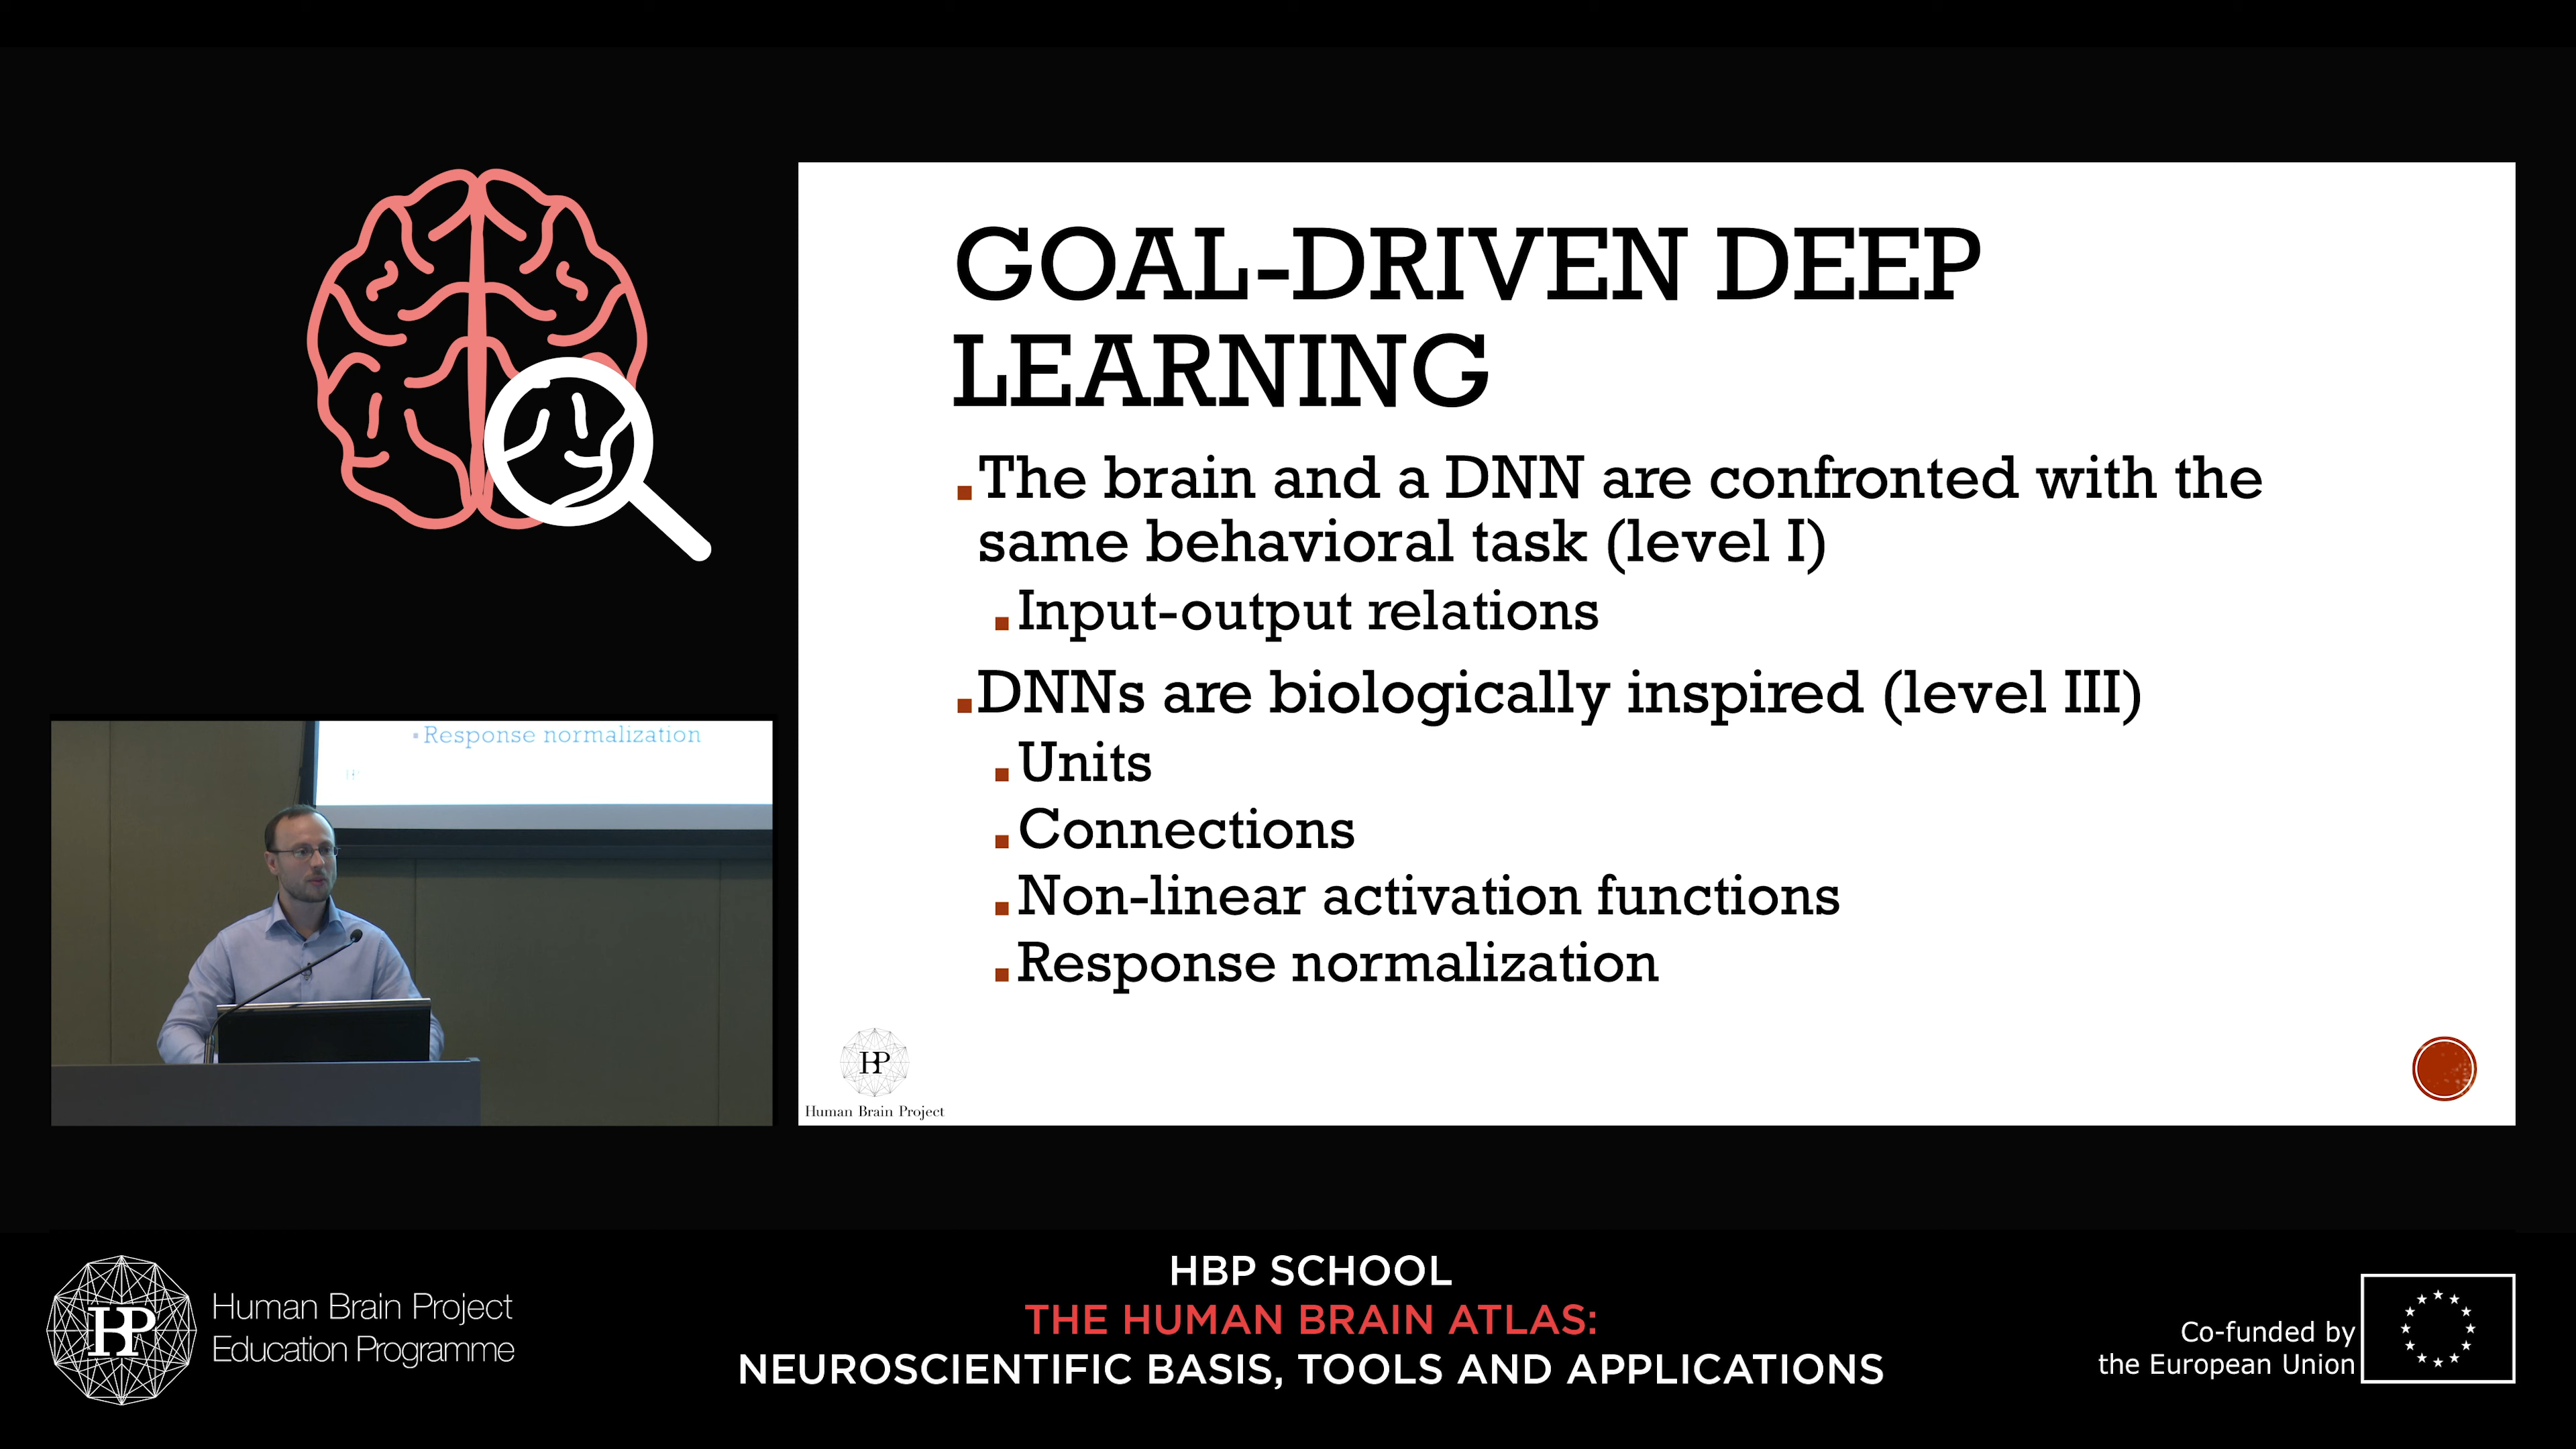 GOAL-DRIVEN DEEP
LEARNING
The brain and a DNN are confronted with the
same behavioral task (level I)
Input-output relations
DNNs are biologically inspired (level III)
Units
Connections
Non-linear activation functions
Response normalization
HBP
Human Brain Project
Response normalization
HBP
Human Brain Project
Education Programme
HBP SCHOOL
THE HUMAN BRAIN ATLAS:
NEUROSCIENTIFIC BASIS, TOOLS AND APPLICATIONS
Co-funded by
the European Union